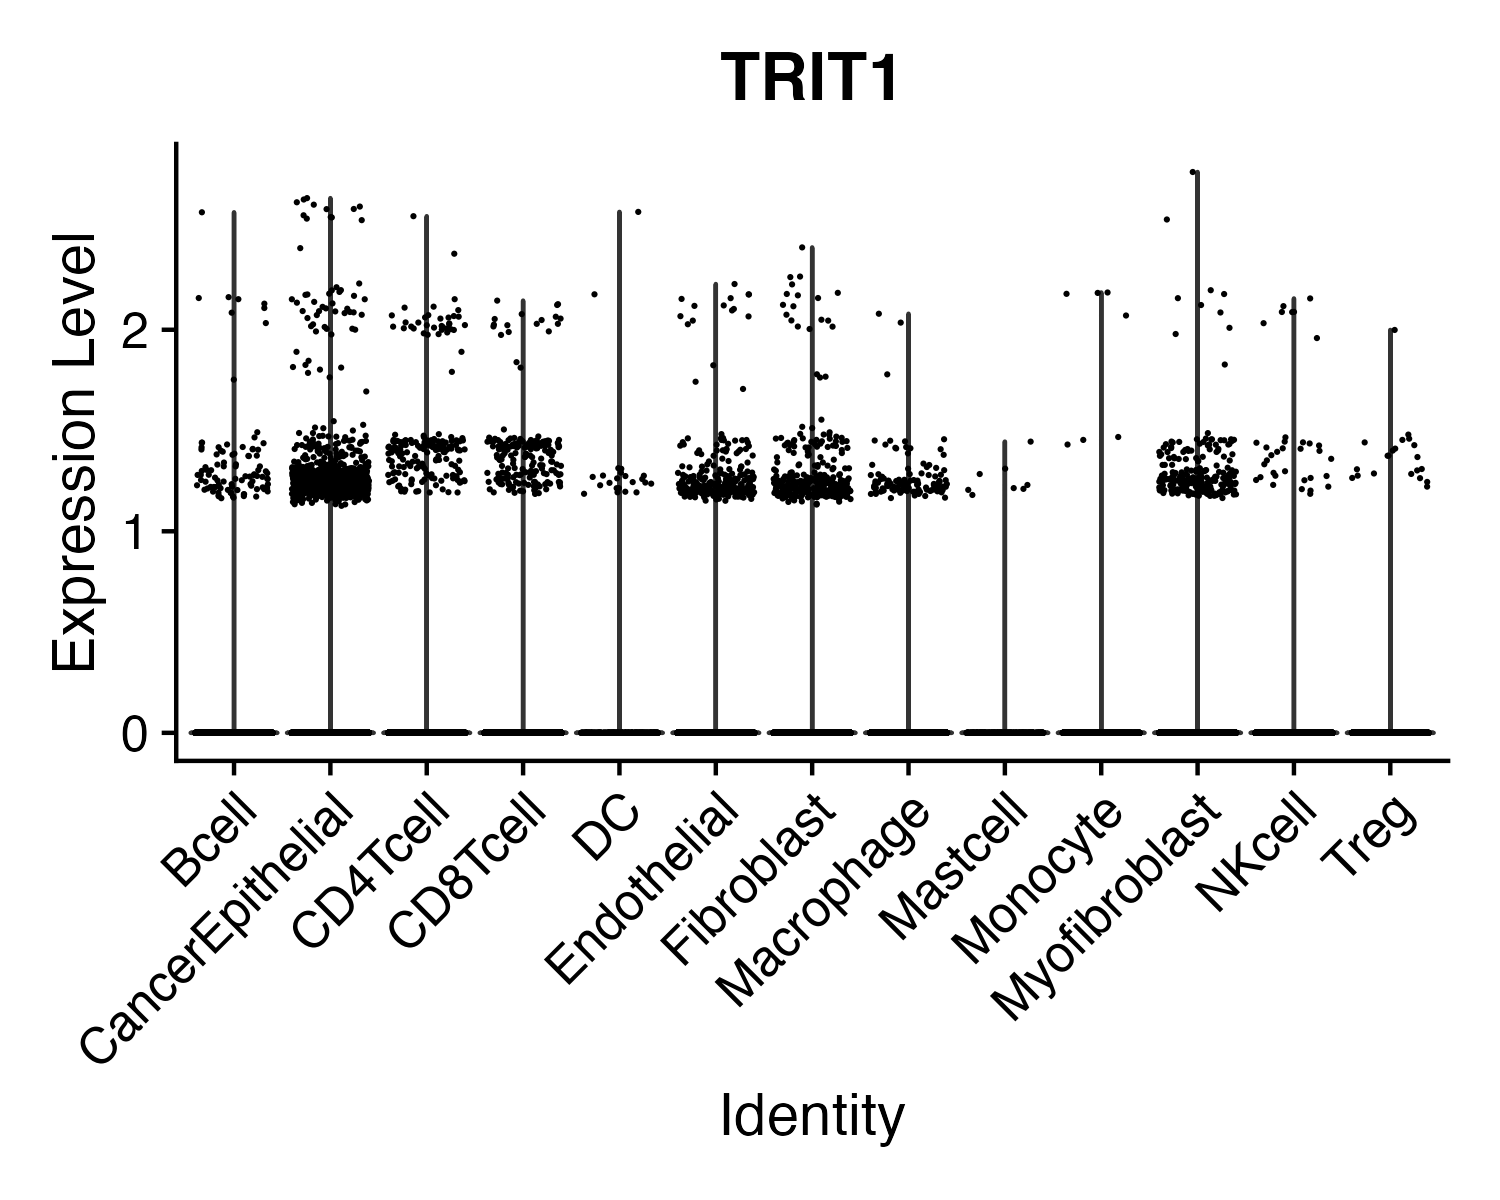 TRIT1
Expression Level
2
1
0
Bcell
CancerEpithelial
CD4Tcell
CD8Tcell
DC
Endothelial
Fibroblast
Macrophage
Mastcell
Monocyte
Myofibroblast
NKcell
Treg
Identity